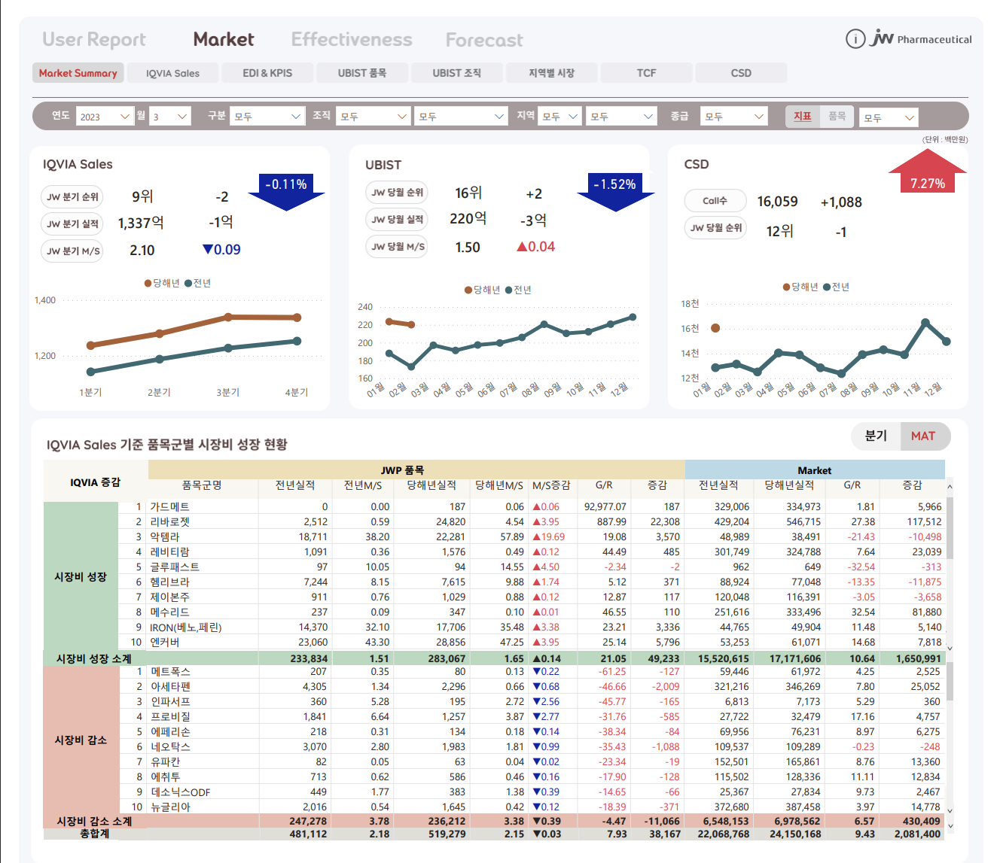 User Report Market Effectiveness Forecast
i jw Pharmaceutical
Market Summary IQVIA Sales EDI & KPIS UBIST 품목 UBIST 조직 지역별 시장 TCF CSD
연도 2023 월 3 구분 모두 조직 모두 모두 지역 모두 모두 종급 모두 지표 품목 모두
(단위 : 백만원)
IQVIA Sales
-0.11%
JW 분기 순위 9위 -2
JW 분기 실적 1,337억 -1억
JW 분기 M/S 2.10 ▼0.09
당해년 전년
1,400
1,200
1분기 2분기 3분기 4분기
UBIST
-1.52%
JW 당월 순위 16위 +2
JW 당월 실적 220억 -3억
JW 당월 M/S 1.50 ▲0.04
당해년 전년
240
220
200
180
160
01월 02월 03월 04월 05월 06월 07월 08월 09월 10월 11월 12월
CSD
7.27%
Call수 16,059 +1,088
JW 당월 순위 12위 -1
당해년 전년
18천
16천
14천
12천
01월 02월 03월 04월 05월 06월 07월 08월 09월 10월 11월 12월
IQVIA Sales 기준 품목군별 시장비 성장 현황
분기 MAT
IQVIA 증감 JWP 품목 Market
품목군명 전년실적 전년M/S 당해년실적 당해년M/S M/S증감 G/R 증감 전년실적 당해년실적 G/R 증감
시장비 성장
1 가드메트 0 0.00 187 0.06 ▲0.06 92,977.07 187 329,006 334,973 1.81 5,966
2 리바로젯 2,512 0.59 24,820 4.54 ▲3.95 887.99 22,308 429,204 546,715 27.38 117,512
3 악템라 18,711 38.20 22,281 57.89 ▲19.69 19.08 3,570 48,989 38,491 -21.43 -10,498
4 레비티람 1,091 0.36 1,576 0.49 ▲0.12 44.49 485 301,749 324,788 7.64 23,039
5 글루패스트 97 10.05 94 14.55 ▲4.50 -2.34 -2 962 649 -32.54 -313
6 헴리브라 7,244 8.15 7,615 9.88 ▲1.74 5.12 371 88,924 77,048 -13.35 -11,875
7 제이본주 911 0.76 1,029 0.88 ▲0.12 12.87 117 120,048 116,391 -3.05 -3,658
8 메수리드 237 0.09 347 0.10 ▲0.01 46.55 110 251,616 333,496 32.54 81,880
9 IRON(베노,페린) 14,370 32.10 17,706 35.48 ▲3.38 23.21 3,336 44,765 49,904 11.48 5,140
10 엔커버 23,060 43.30 28,856 47.25 ▲3.95 25.14 5,796 53,253 61,071 14.68 7,818
시장비 성장 소계 233,834 1.51 283,067 1.65 ▲0.14 21.05 49,233 15,520,615 17,171,606 10.64 1,650,991
시장비 감소
1 메트폭스 207 0.35 80 0.13 ▼0.22 -61.25 -127 59,446 61,972 4.25 2,525
2 아세타펜 4,305 1.34 2,296 0.66 ▼0.68 -46.66 -2,009 321,216 346,269 7.80 25,052
3 인파서프 360 5.28 195 2.72 ▼2.56 -45.77 -165 6,813 7,173 5.29 360
4 프로비질 1,841 6.64 1,257 3.87 ▼2.77 -31.76 -585 27,722 32,479 17.16 4,757
5 에페리손 218 0.31 134 0.18 ▼0.14 -38.34 -84 69,956 76,231 8.97 6,275
6 네오탁스 3,070 2.80 1,983 1.81 ▼0.99 -35.43 -1,088 109,537 109,289 -0.23 -248
7 유파칸 82 0.05 63 0.04 ▼0.02 -23.34 -19 152,501 165,861 8.76 13,360
8 에취투 713 0.62 586 0.46 ▼0.16 -17.90 -128 115,502 128,336 11.11 12,834
9 데소닉스ODF 449 1.77 383 1.38 ▼0.39 -14.65 -66 25,367 27,834 9.73 2,467
10 뉴글리아 2,016 0.54 1,645 0.42 ▼0.12 -18.39 -371 372,680 387,458 3.97 14,778
시장비 감소 소계 247,278 3.78 236,212 3.38 ▼0.39 -4.47 -11,066 6,548,153 6,978,562 6.57 430,409
총합계 481,112 2.18 519,279 2.15 ▼0.03 7.93 38,167 22,068,768 24,150,168 9.43 2,081,400